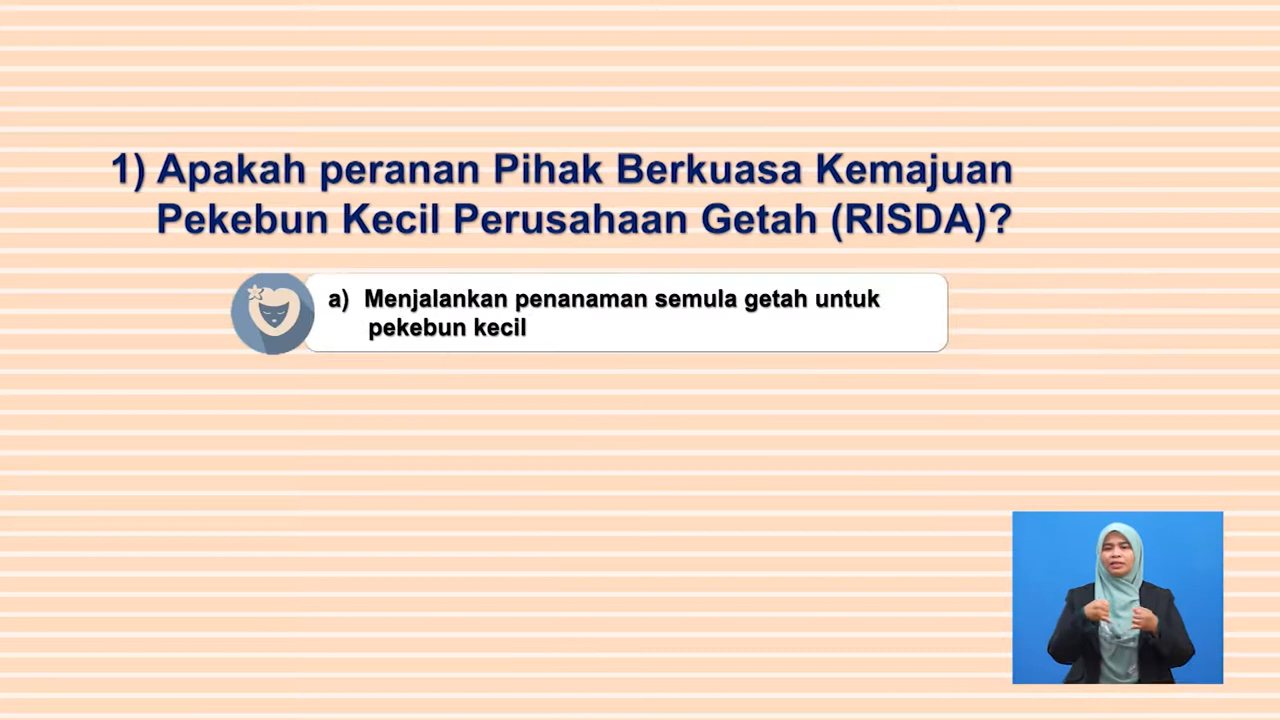 1) Apakah peranan Pihak Berkuasa Kemajuan
Pekebun Kecil Perusahaan Getah (RISDA)?
a) Menjalankan penanaman semula getah untuk
pekebun kecil